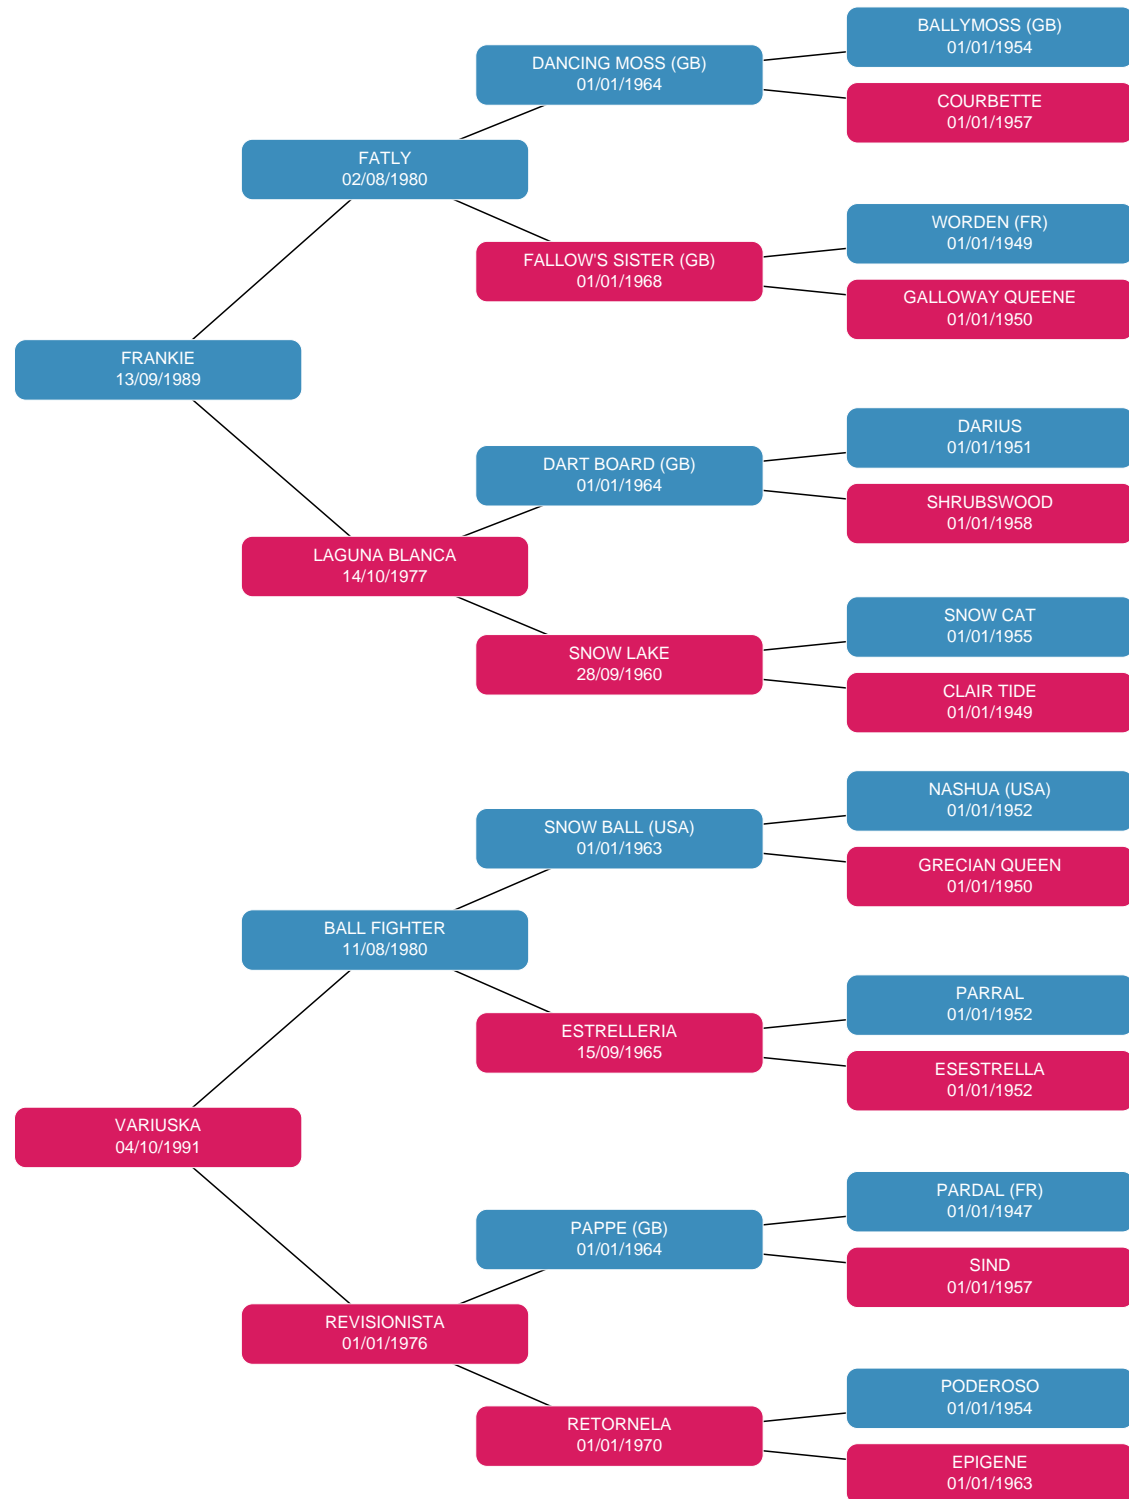 BALLYMOSS (GB)
01/01/1954
DANCING MOSS (GB)
01/01/1964
COURBETTE
01/01/1957
FATLY
02/08/1980
WORDEN (FR)
01/01/1949
FALLOW'S SISTER (GB)
01/01/1968
GALLOWAY QUEENE
01/01/1950
FRANKIE
13/09/1989
DARIUS
01/01/1951
DART BOARD (GB)
01/01/1964
SHRUBSWOOD
01/01/1958
LAGUNA BLANCA
14/10/1977
SNOW CAT
01/01/1955
SNOW LAKE
28/09/1960
CLAIR TIDE
01/01/1949
NASHUA (USA)
01/01/1952
SNOW BALL (USA)
01/01/1963
GRECIAN QUEEN
01/01/1950
BALL FIGHTER
11/08/1980
PARRAL
01/01/1952
ESTRELLERIA
15/09/1965
ESESTRELLA
01/01/1952
VARIUSKA
04/10/1991
PARDAL (FR)
01/01/1947
PAPPE (GB)
01/01/1964
SIND
01/01/1957
REVISIONISTA
01/01/1976
PODEROSO
01/01/1954
RETORNELA
01/01/1970
EPIGENE
01/01/1963